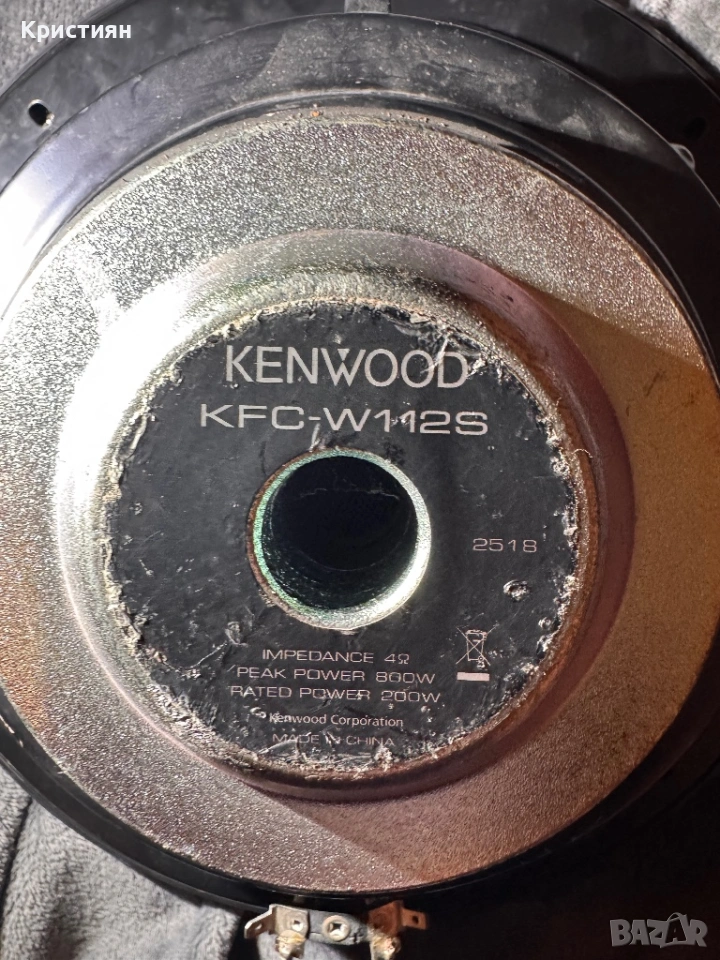 Кристиян
KENWOOD
KFC-W112S
2518
IMPEDANCE 4Ω
PEAK POWER 800W
RATED POWER 200W
Kenwood Corporation
MADE IN CHINA
BAZAR